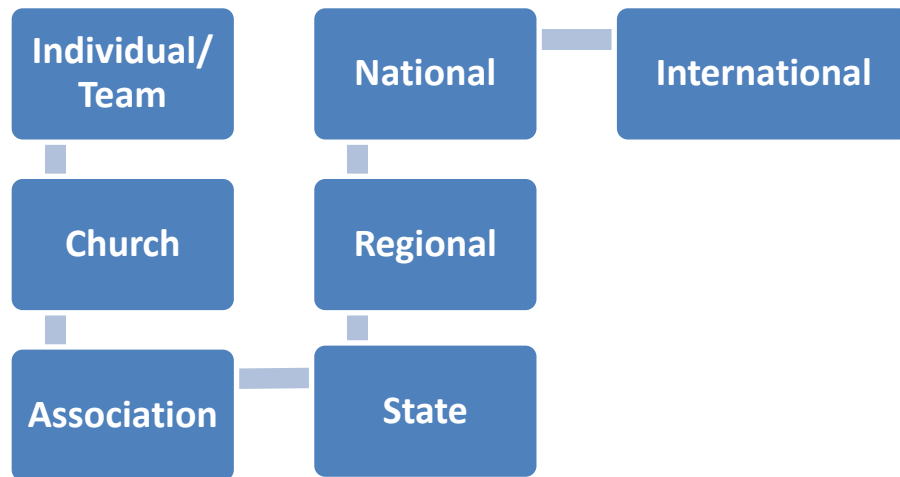 Individual/
Team
Church
Association
State
Regional
National
International